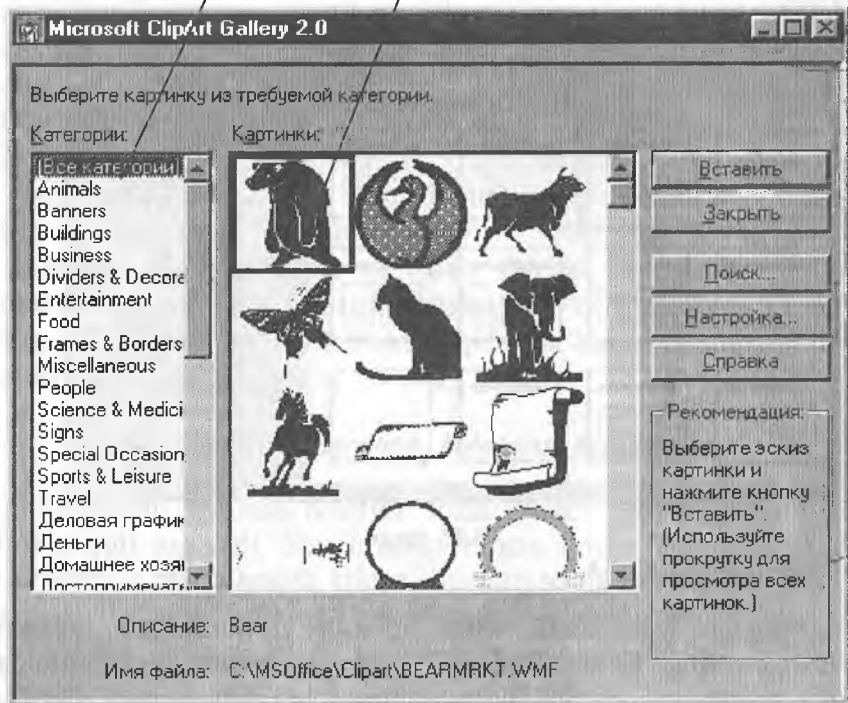 Microsoft ClipArt Gallery 2.0
Выберите картинку из требуемой категории.
Категории:
Картинки:
(Все категории)
Animals
Banners
Buildings
Business
Dividers & Decora
Entertainment
Food
Frames & Borders
Miscellaneous
People
Science & Medici
Signs
Special Occasion
Sports & Leisure
Travel
Деловая график
Деньги
Домашнее хозяй
Достопримечат
Вставить
Закрыть
Поиск...
Настройка...
Справка
Рекомендация:
Выберите эскиз
картинки и
нажмите кнопку
"Вставить".
(Используйте
прокрутку для
просмотра всех
картинок.)
Описание: Bear
Имя файла: C:\MSOffice\Clipart\BEARMRKT.WMF